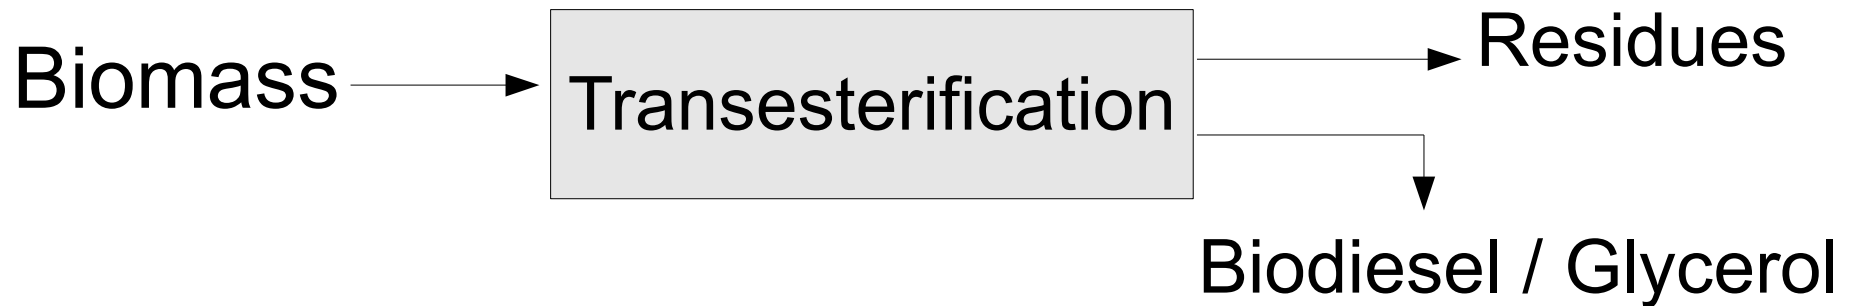 Biomass
Transesterification
Residues
Biodiesel / Glycerol